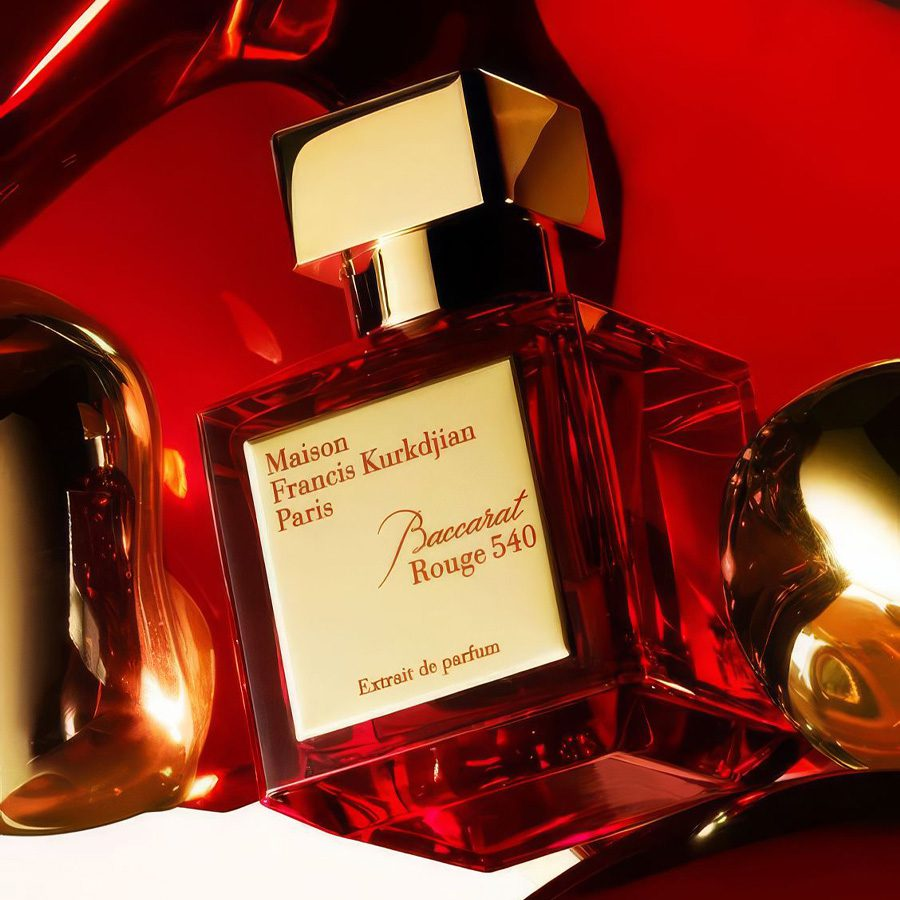 Maison
Francis Kurkdjian
Paris
Baccarat
Rouge 540
Extrait de parfum